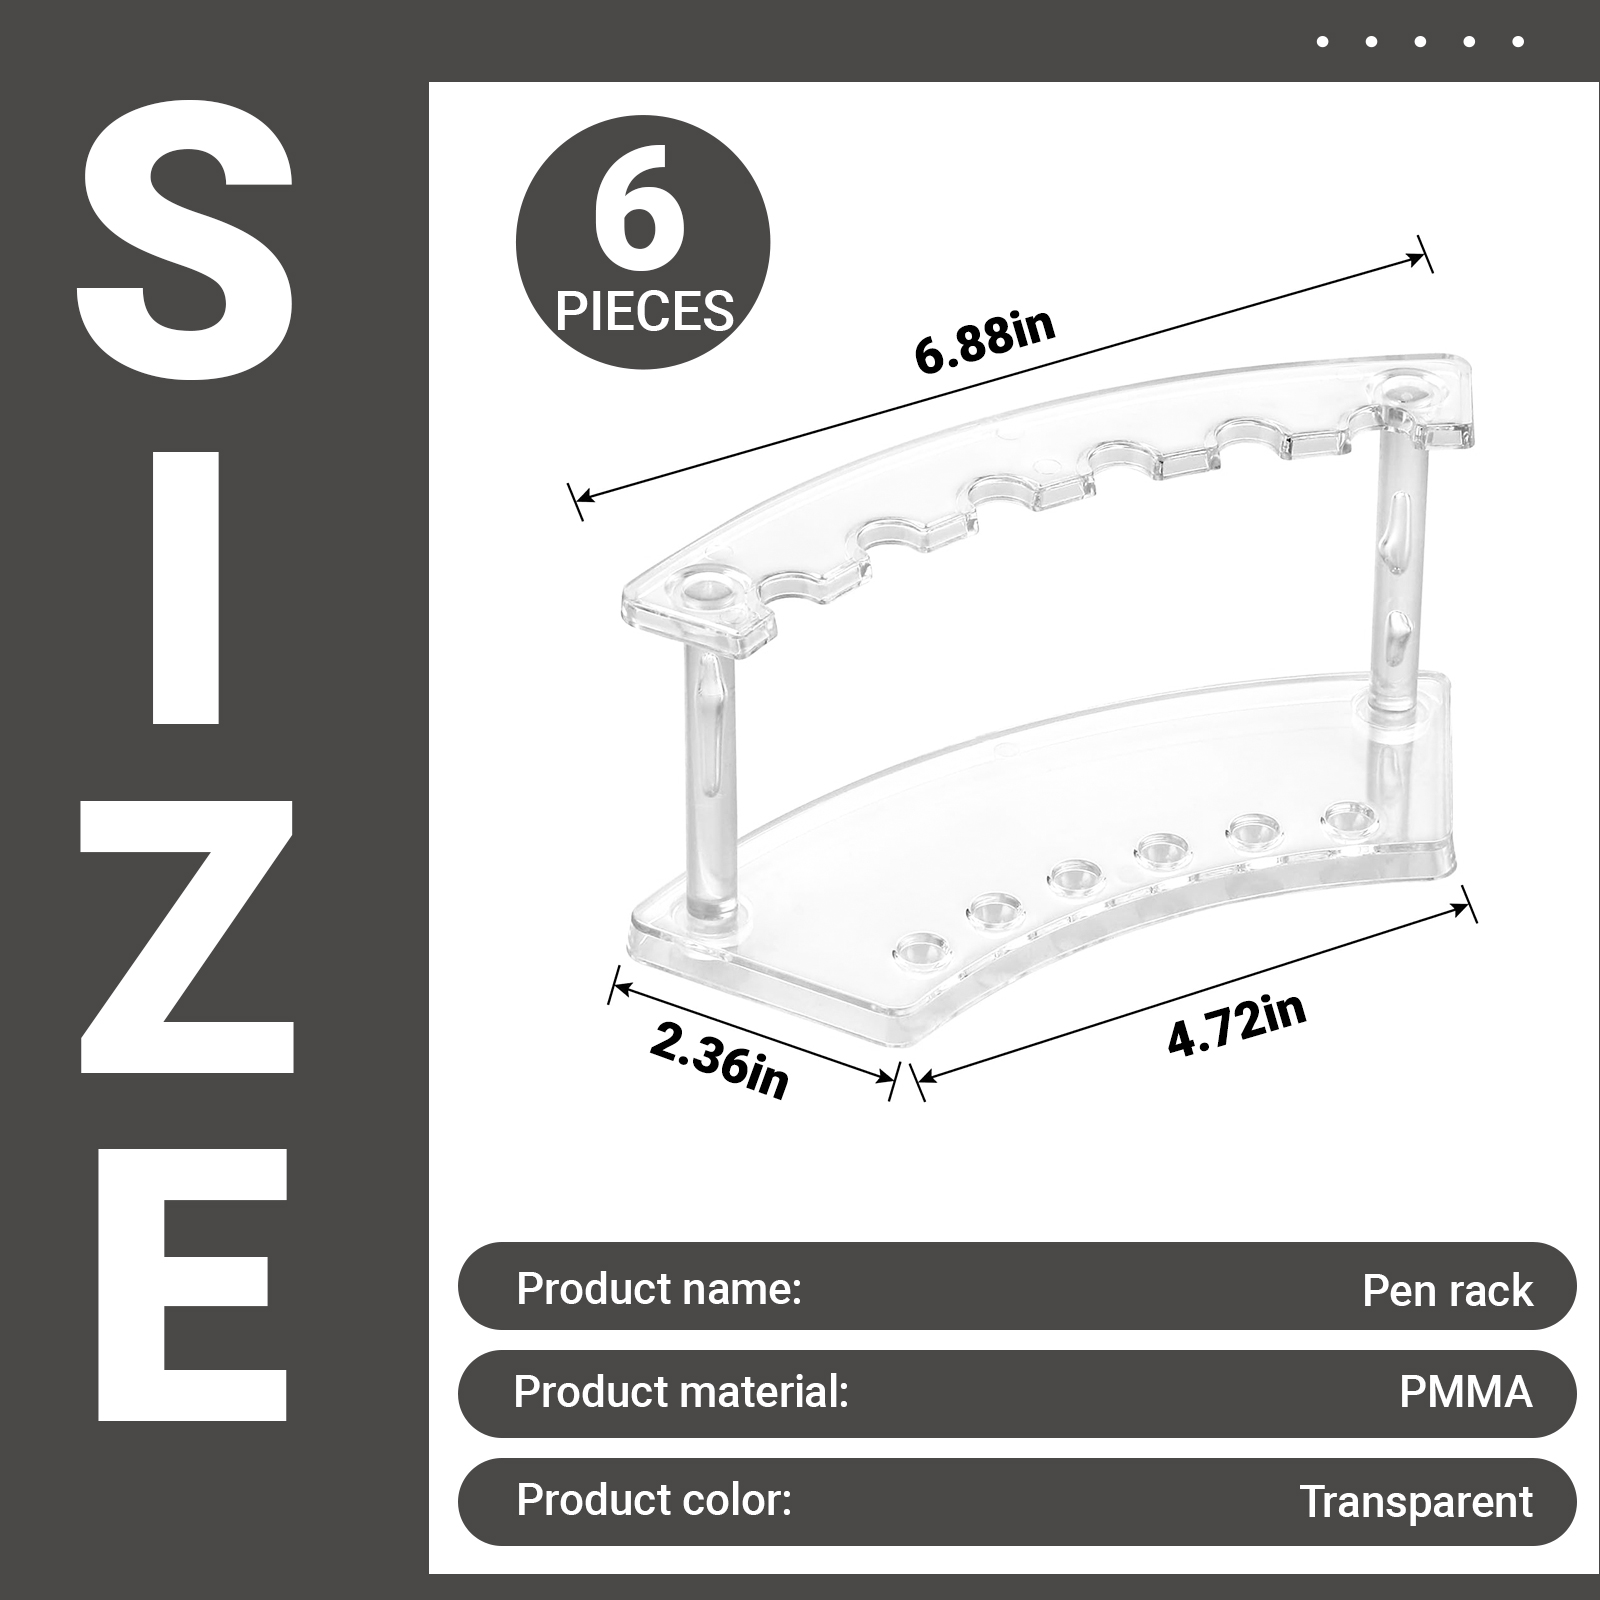 SIZE
6
PIECES
6.88in
2.36in
4.72in
Product name: Pen rack
Product material: PMMA
Product color: Transparent